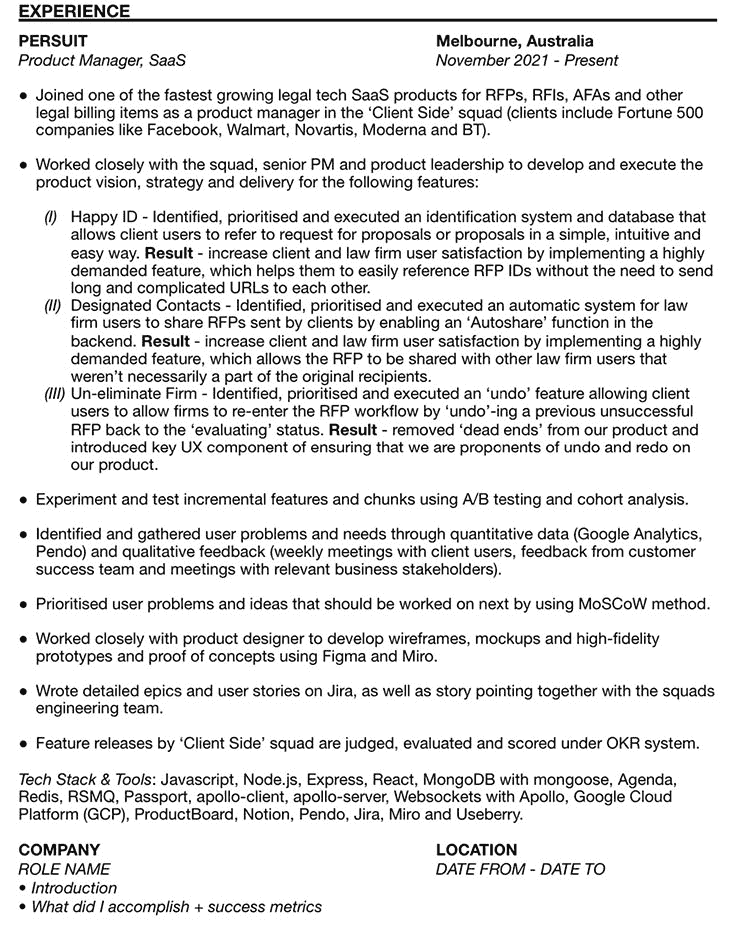 EXPERIENCE
PERSUIT Melbourne, Australia
Product Manager, SaaS November 2021 - Present
● Joined one of the fastest growing legal tech SaaS products for RFPs, RFIs, AFAs and other
legal billing items as a product manager in the ‘Client Side’ squad (clients include Fortune 500
companies like Facebook, Walmart, Novartis, Moderna and BT).
● Worked closely with the squad, senior PM and product leadership to develop and execute the
product vision, strategy and delivery for the following features:
(I) Happy ID - Identified, prioritised and executed an identification system and database that
allows client users to refer to request for proposals or proposals in a simple, intuitive and
easy way. Result - increase client and law firm user satisfaction by implementing a highly
demanded feature, which helps them to easily reference RFP IDs without the need to send
long and complicated URLs to each other.
(II) Designated Contacts - Identified, prioritised and executed an automatic system for law
firm users to share RFPs sent by clients by enabling an ‘Autoshare’ function in the
backend. Result - increase client and law firm user satisfaction by implementing a highly
demanded feature, which allows the RFP to be shared with other law firm users that
weren’t necessarily a part of the original recipients.
(III) Un-eliminate Firm - Identified, prioritised and executed an ‘undo’ feature allowing client
users to allow firms to re-enter the RFP workflow by ‘undo’-ing a previous unsuccessful
RFP back to the ‘evaluating’ status. Result - removed ‘dead ends’ from our product and
introduced key UX component of ensuring that we are proponents of undo and redo on
our product.
● Experiment and test incremental features and chunks using A/B testing and cohort analysis.
● Identified and gathered user problems and needs through quantitative data (Google Analytics,
Pendo) and qualitative feedback (weekly meetings with client users, feedback from customer
success team and meetings with relevant business stakeholders).
● Prioritised user problems and ideas that should be worked on next by using MoSCoW method.
● Worked closely with product designer to develop wireframes, mockups and high-fidelity
prototypes and proof of concepts using Figma and Miro.
● Wrote detailed epics and user stories on Jira, as well as story pointing together with the squads
engineering team.
● Feature releases by ‘Client Side’ squad are judged, evaluated and scored under OKR system.
Tech Stack & Tools: Javascript, Node.js, Express, React, MongoDB with mongoose, Agenda,
Redis, RSMQ, Passport, apollo-client, apollo-server, Websockets with Apollo, Google Cloud
Platform (GCP), ProductBoard, Notion, Pendo, Jira, Miro and Useberry.
COMPANY LOCATION
ROLE NAME DATE FROM - DATE TO
• Introduction
• What did I accomplish + success metrics